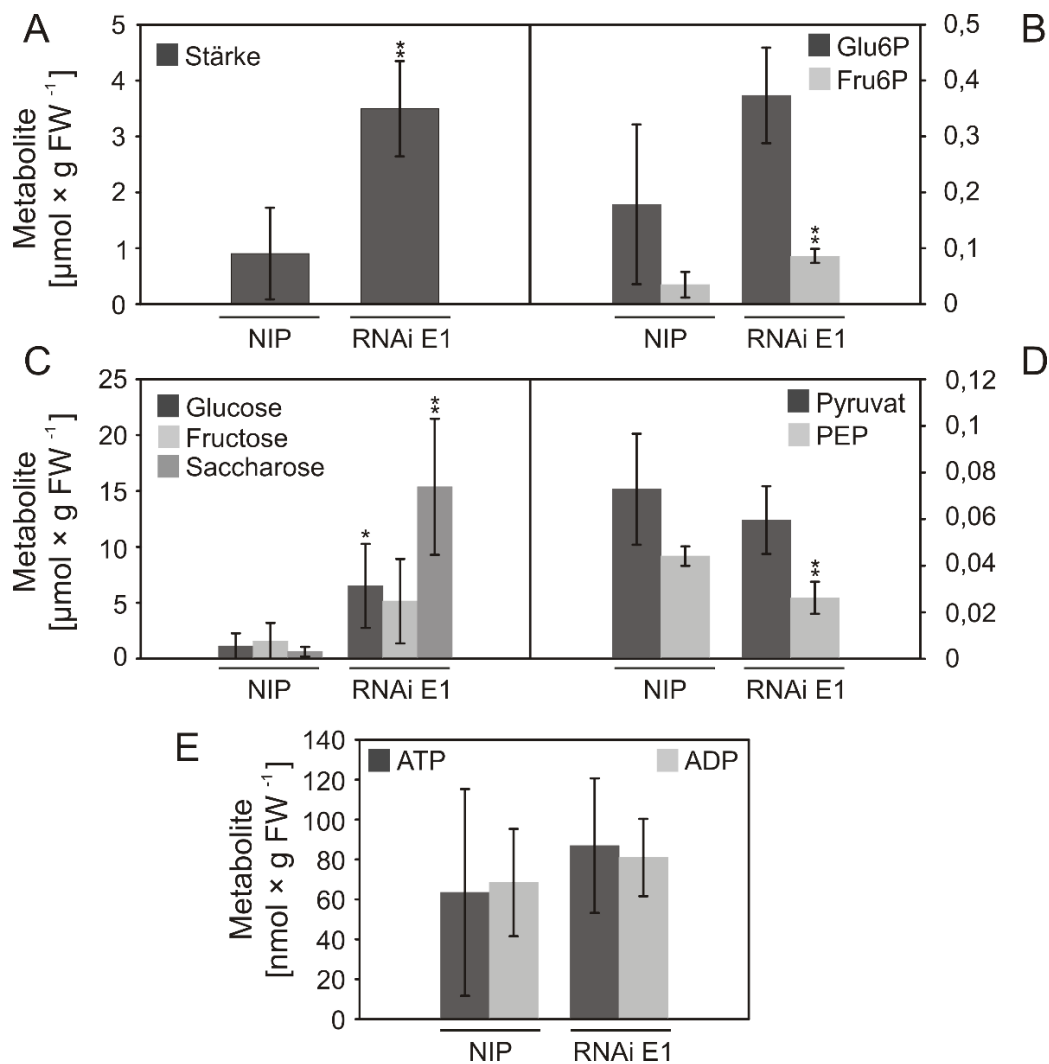 A
B
Metabolite
[µmol × g FW ⁻¹]
5
4
3
2
1
0
Stärke
**
NIP
RNAi E1
Glu6P
Fru6P
**
0,5
0,4
0,3
0,2
0,1
0
NIP
RNAi E1
C
D
Metabolite
[µmol × g FW ⁻¹]
25
20
15
10
5
0
Glucose
Fructose
Saccharose
*
**
NIP
RNAi E1
Pyruvat
PEP
**
0,12
0,1
0,08
0,06
0,04
0,02
0
NIP
RNAi E1
E
Metabolite
[nmol × g FW ⁻¹]
140
120
100
80
60
40
20
0
ATP
ADP
NIP
RNAi E1